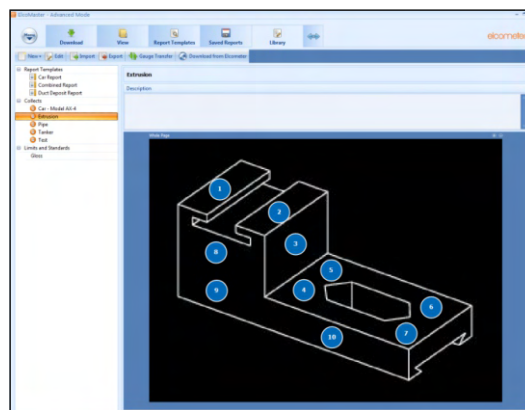 ElcoMaster - Advanced Mode
Download
View
Report Templates
Saved Reports
Library
elcometer
New
Edit
Import
Export
Gauge Transfer
Download from Elcometer
Report Templates
Car Report
Combined Report
Duct Deposit Report
Collects
Car - Model AX-4
Extrusion
Pipe
Tanker
Test
Limits and Standards
Gloss
Extrusion
Description
Whole Page
1
2
3
8
5
4
9
6
7
10